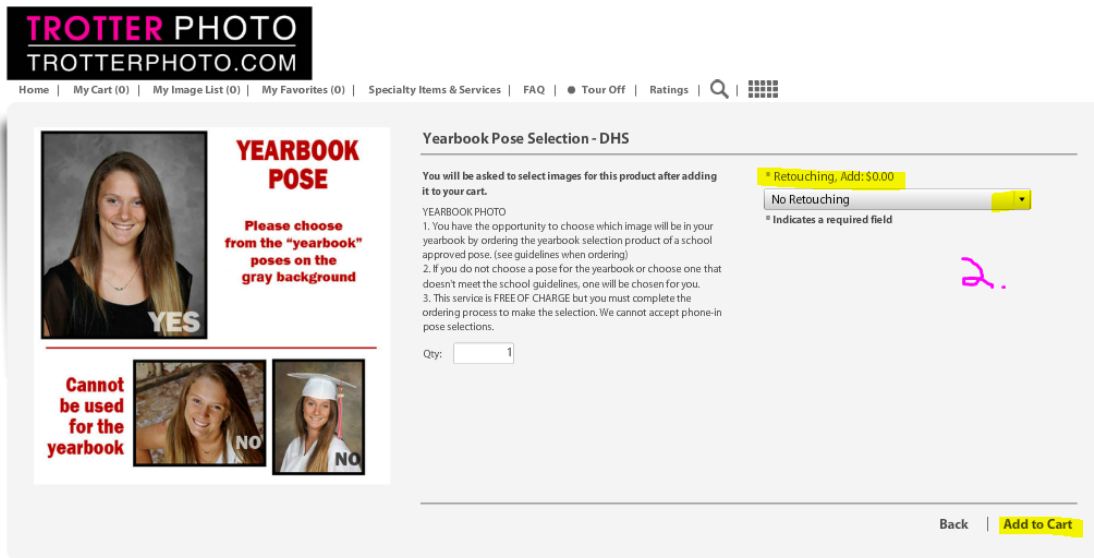 TROTTER PHOTO
TROTTERPHOTO.COM
Home | My Cart (0) | My Image List (0) | My Favorites (0) | Specialty Items & Services | FAQ | Tour Off | Ratings | |
YEARBOOK
POSE
Please choose
from the “yearbook”
poses on the
gray background
YES
Cannot
be used
for the
yearbook
NO
NO
Yearbook Pose Selection - DHS
You will be asked to select images for this product after adding
it to your cart.
YEARBOOK PHOTO
1. You have the opportunity to choose which image will be in your
yearbook by ordering the yearbook selection product of a school
approved pose. (see guidelines when ordering)
2. If you do not choose a pose for the yearbook or choose one that
doesn't meet the school guidelines, one will be chosen for you.
3. This service is FREE OF CHARGE but you must complete the
ordering process to make the selection. We cannot accept phone-in
pose selections.
Qty: 1
* Retouching, Add: $0.00
No Retouching
* Indicates a required field
2.
Back | Add to Cart